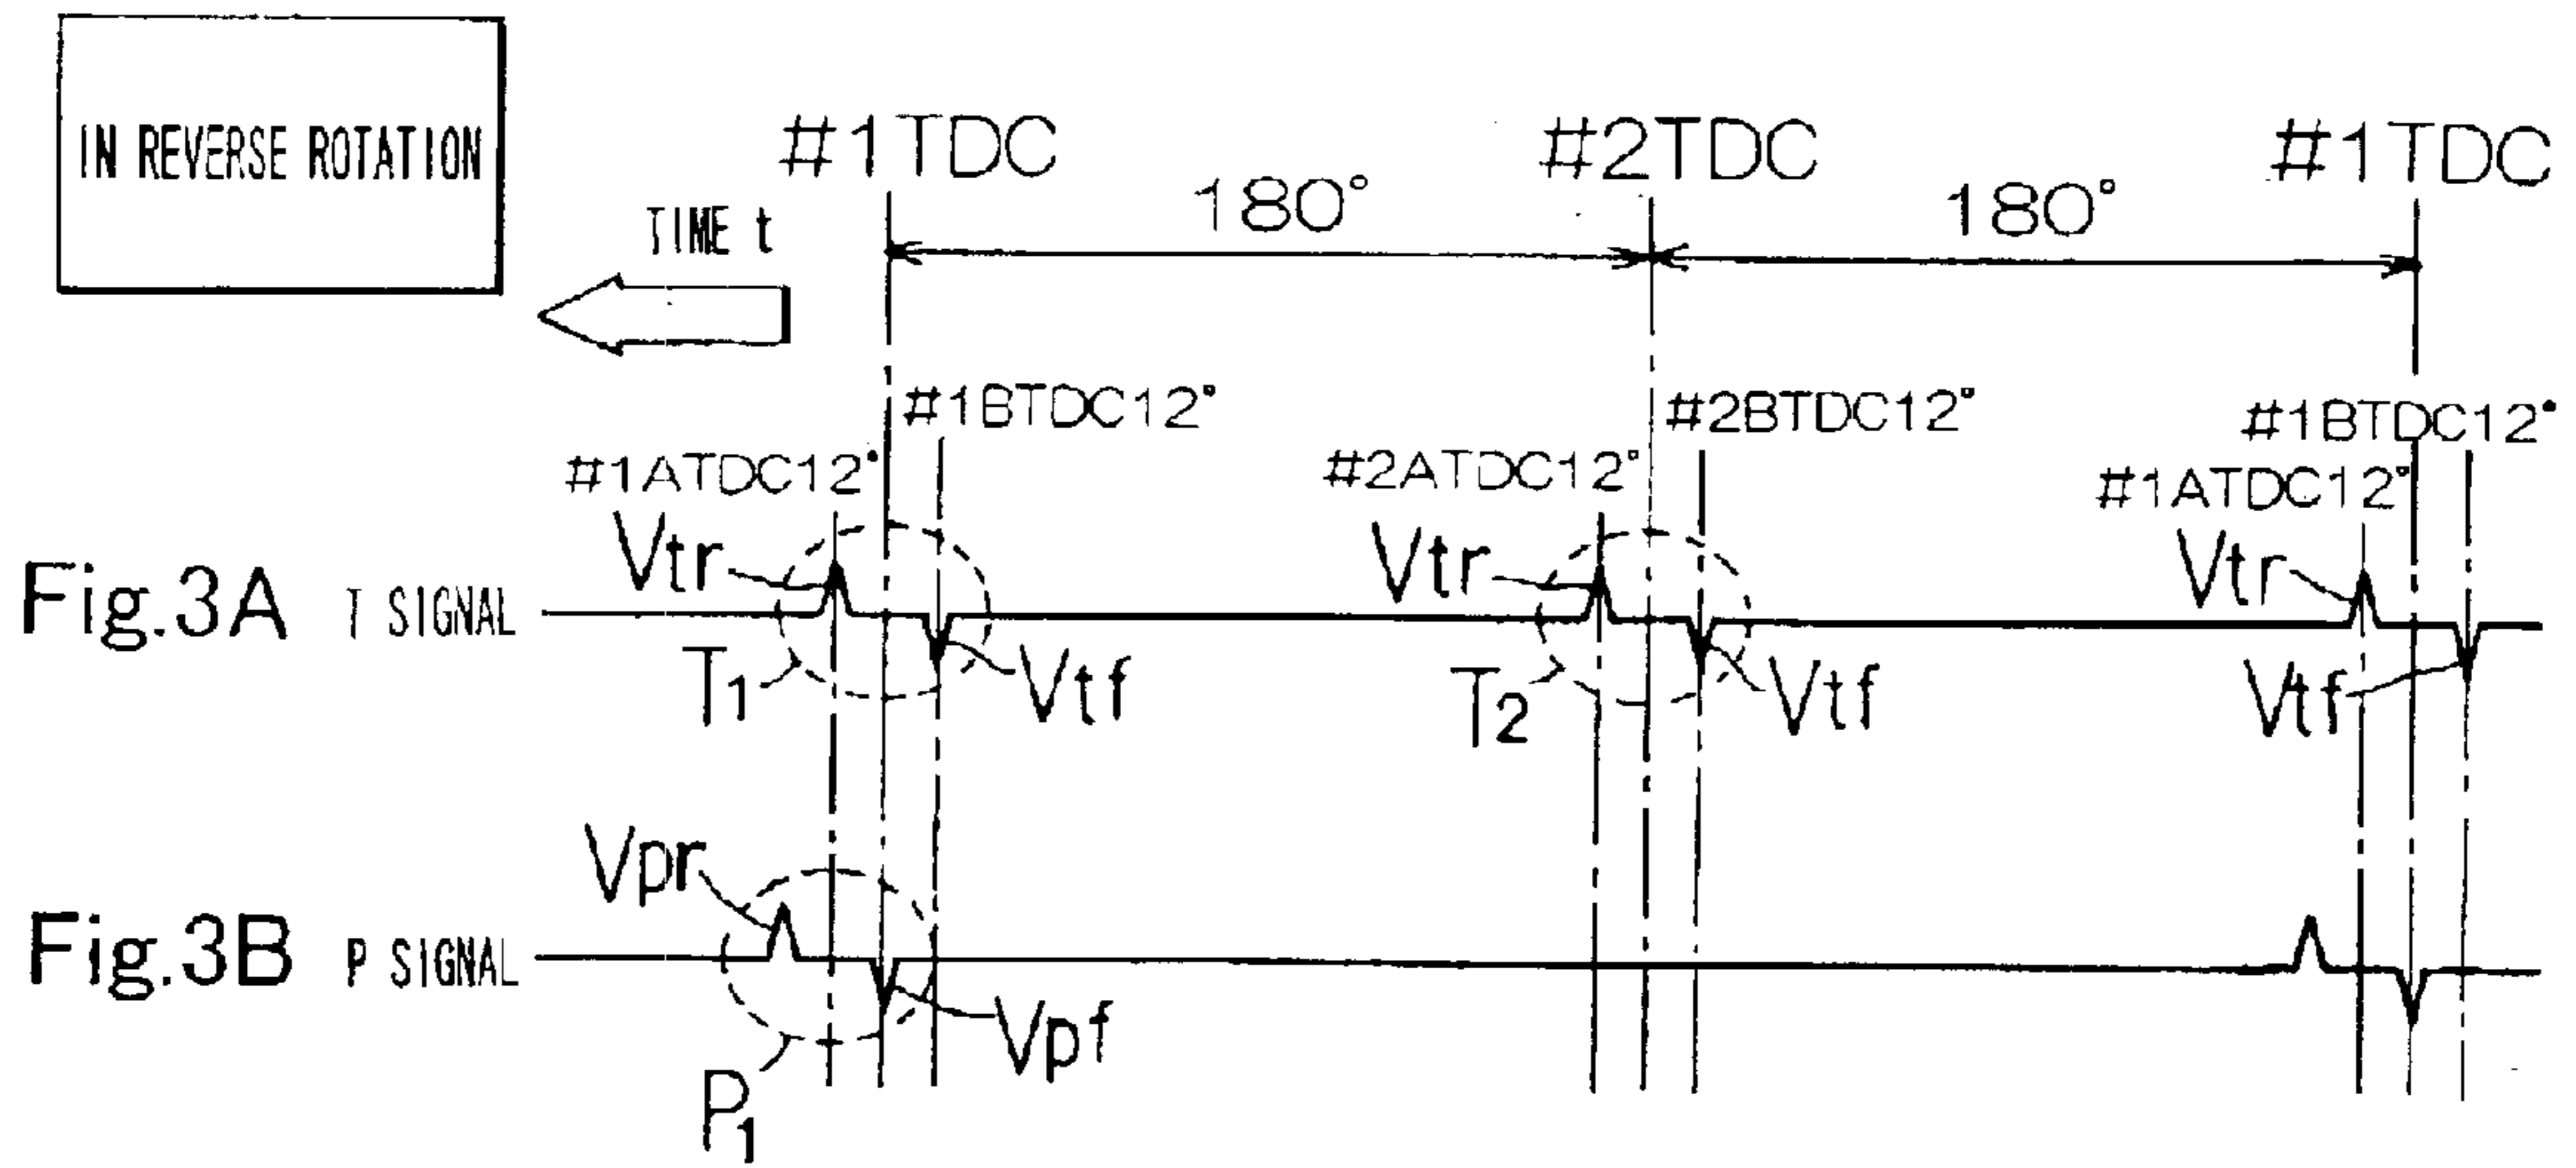 IN REVERSE ROTATION
#1TDC
#2TDC
#1TDC
180°
180°
TIME t
#1BTDC12°
#2BTDC12°
#1BTDC12°
#1ATDC12°
#2ATDC12°
#1ATDC12°
Vtr
Vtr
Vtr
Fig.3A T SIGNAL
T1
Vtf
T2
Vtf
Vtf
Vpr
Fig.3B P SIGNAL
Vpf
P1